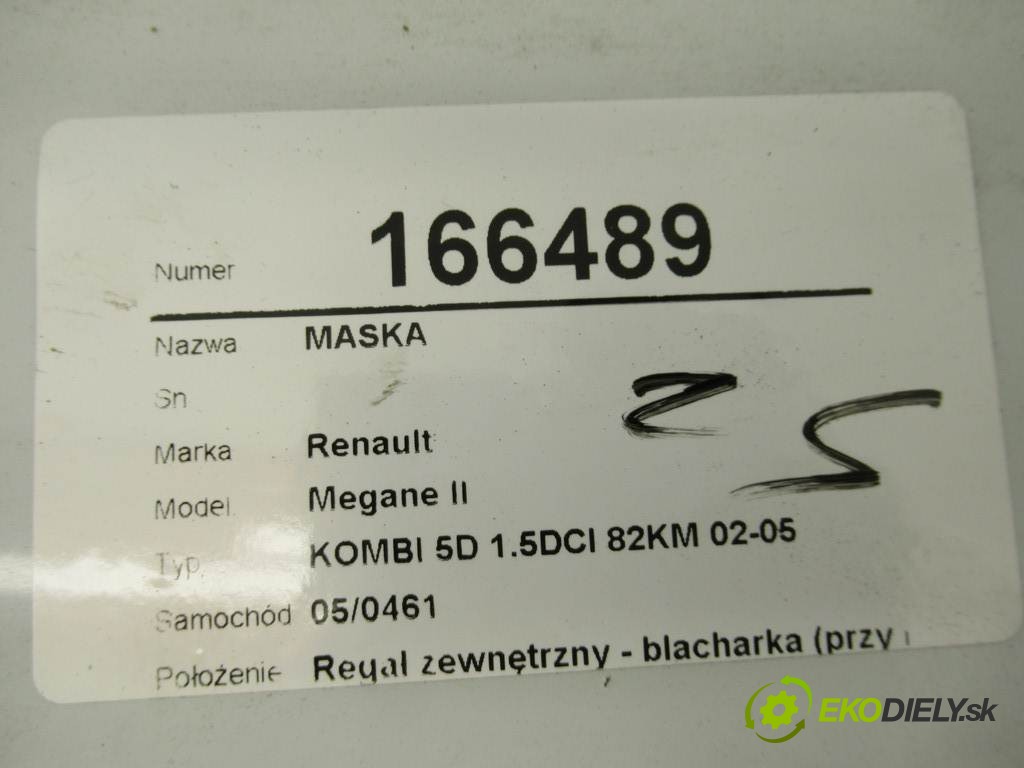 Numer 166489
Nazwa MASKA
Sn
Marka Renault
Model Megane II
Typ KOMBI 5D 1.5DCI 82KM 02-05
Samochód 05/0461
Położenie Regał zewnętrzny - blacharka (przy
25
EKODIELY.sk